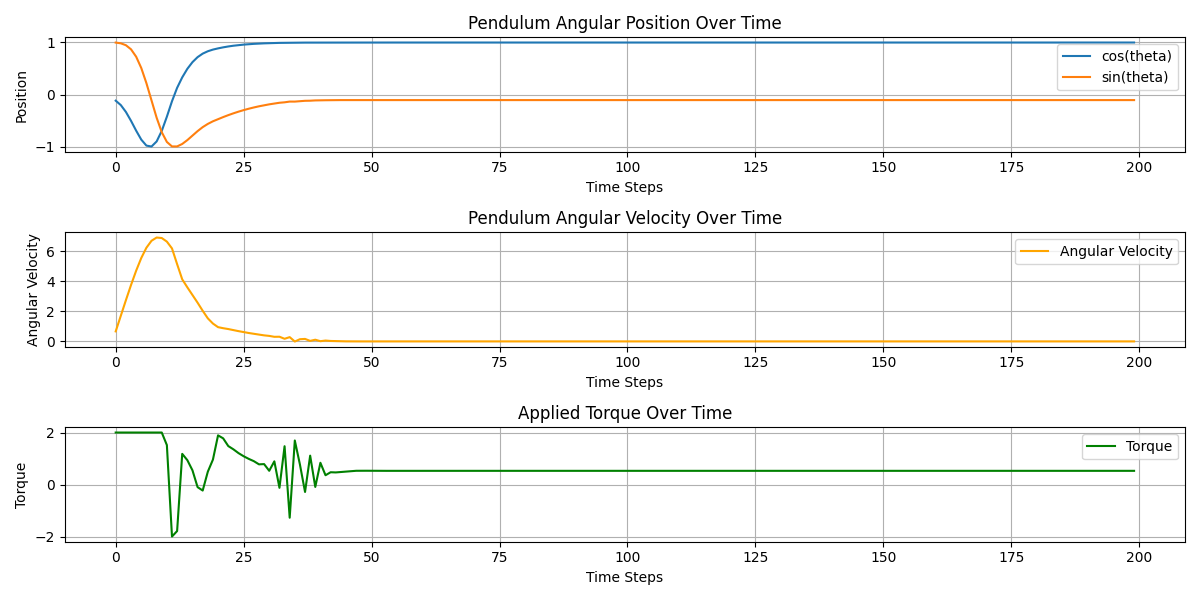 Pendulum Angular Position Over Time
1
0
−1
Position
cos(theta)
sin(theta)
0 25 50 75 100 125 150 175 200
Time Steps
Pendulum Angular Velocity Over Time
6
4
2
0
Angular Velocity
Angular Velocity
0 25 50 75 100 125 150 175 200
Time Steps
Applied Torque Over Time
2
0
−2
Torque
Torque
0 25 50 75 100 125 150 175 200
Time Steps